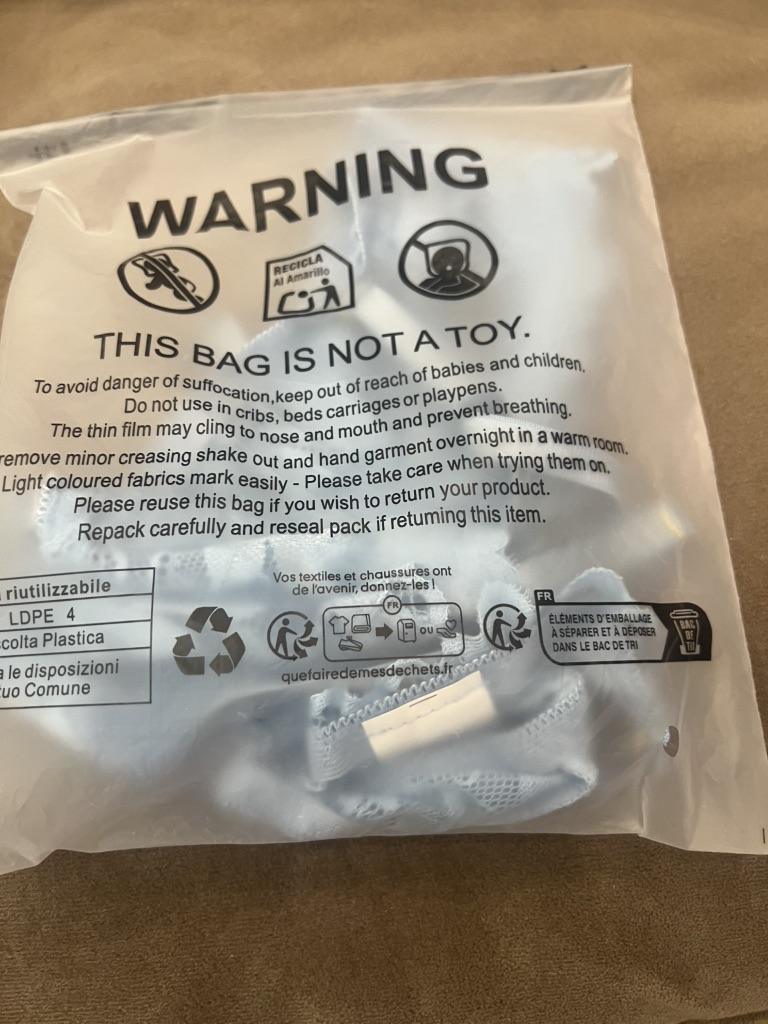 WARNING
RECICLA
Al Amarillo
THIS BAG IS NOT A TOY.
To avoid danger of suffocation,keep out of reach of babies and children.
Do not use in cribs, beds carriages or playpens.
The thin film may cling to nose and mouth and prevent breathing.
remove minor creasing shake out and hand garment overnight in a warm room.
Light coloured fabrics mark easily - Please take care when trying them on.
Please reuse this bag if you wish to return your product.
Repack carefully and reseal pack if returning this item.
riutilizzabile
LDPE 4
colta Plastica
le disposizioni
uo Comune
Vos textiles et chaussures ont
de l'avenir, donnez-les !
FR
OU
quefairedemesdechets.fr
FR
ÉLÉMENTS D'EMBALLAGE
À SÉPARER ET À DÉPOSER
DANS LE BAC DE TRI
BAC
DE
TRI